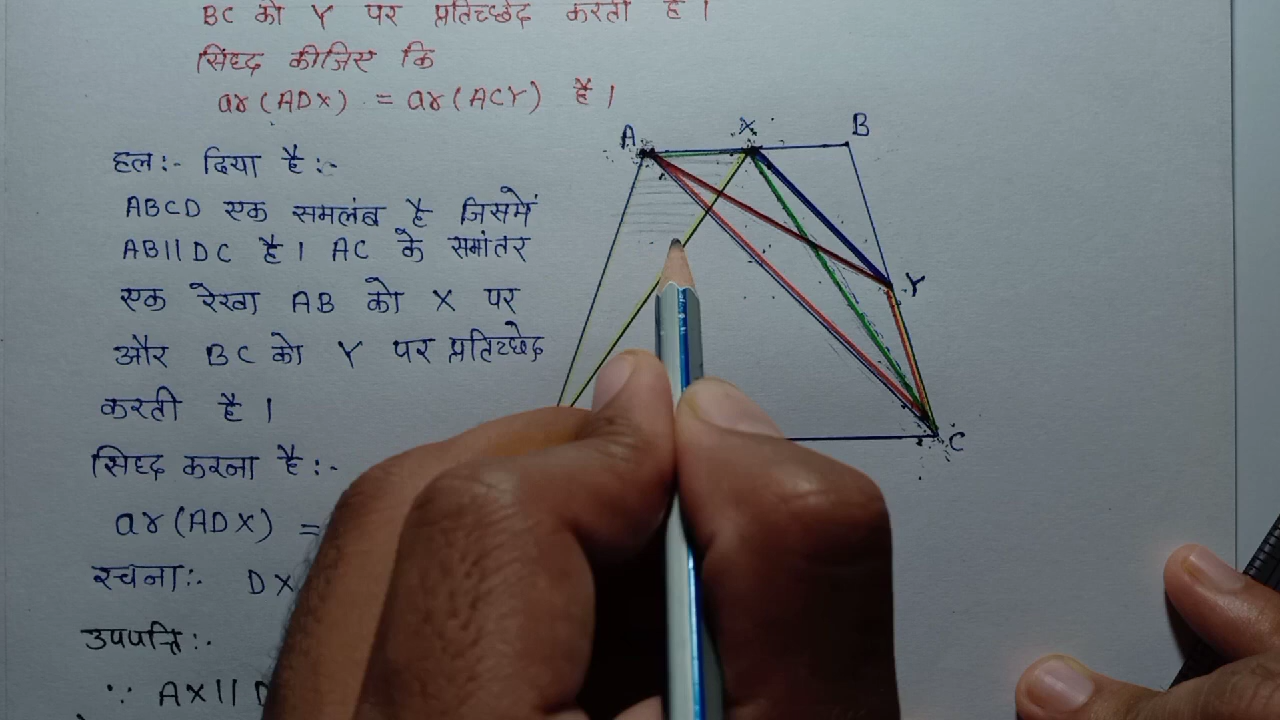 BC को Y पर प्रतिच्छेद करती है ।
सिध्द कीजिए कि
ar (ADX) = ar (ACY) है ।
हल :- दिया है :-
ABCD एक समलंब है जिसमें
AB||DC है । AC के समांतर
एक रेखा AB को X पर
और BC को Y पर प्रतिच्छेद
करती है ।
सिध्द करना है :-
ar (ADX) =
रचना :- DX
उपपत्ति :-
∵ AX ||
A
X
B
Y
C